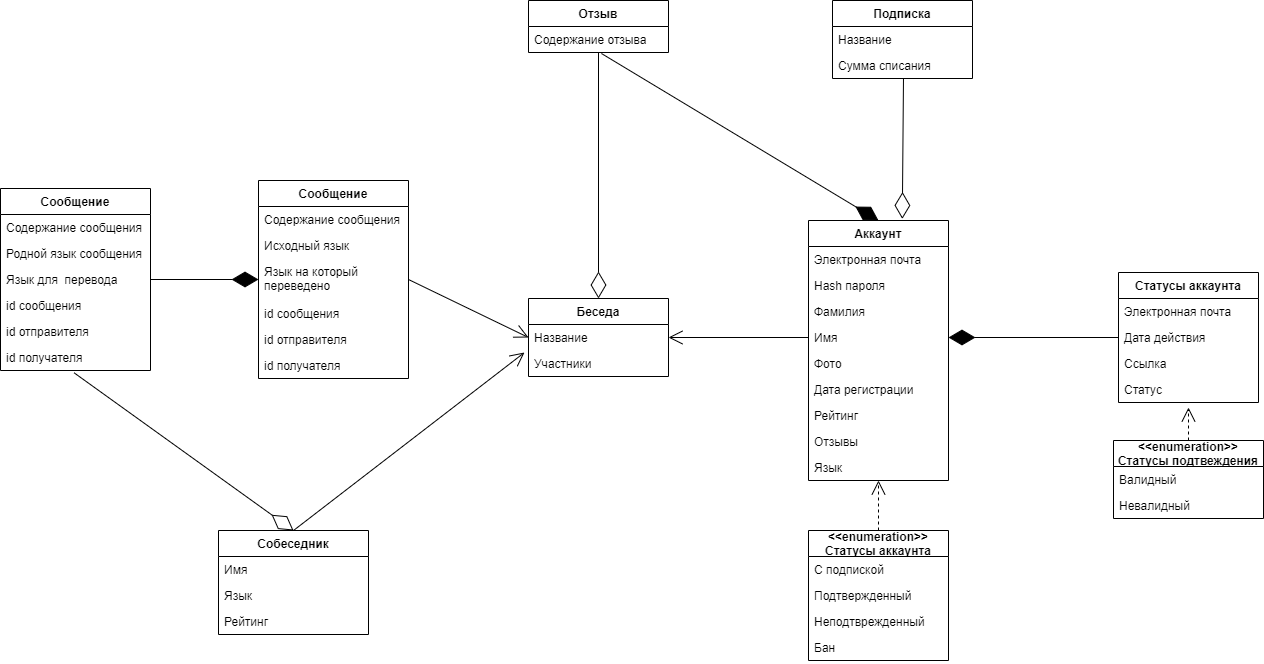 Отзыв
Содержание отзыва
Подписка
Название
Сумма списания
Сообщение
Содержание сообщения
Родной язык сообщения
Язык для перевода
id сообщения
id отправителя
id получателя
Сообщение
Содержание сообщения
Исходный язык
Язык на который
переведено
id сообщения
id отправителя
id получателя
Беседа
Название
Участники
Аккаунт
Электронная почта
Hash пароля
Фамилия
Имя
Фото
Дата регистрации
Рейтинг
Отзывы
Язык
Статусы аккаунта
Электронная почта
Дата действия
Ссылка
Статус
<<enumeration>>
Статусы подтвеждения
Валидный
Невалидный
Собеседник
Имя
Язык
Рейтинг
<<enumeration>>
Статусы аккаунта
С подпиской
Подтвержденный
Неподтврежденный
Бан